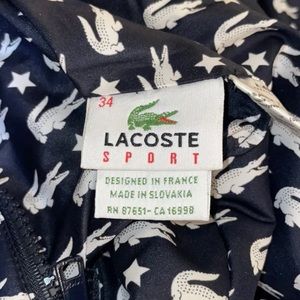 34
LACOSTE
SPORT
DESIGNED IN FRANCE
MADE IN SLOVAKIA
RN 87651-CA 16998